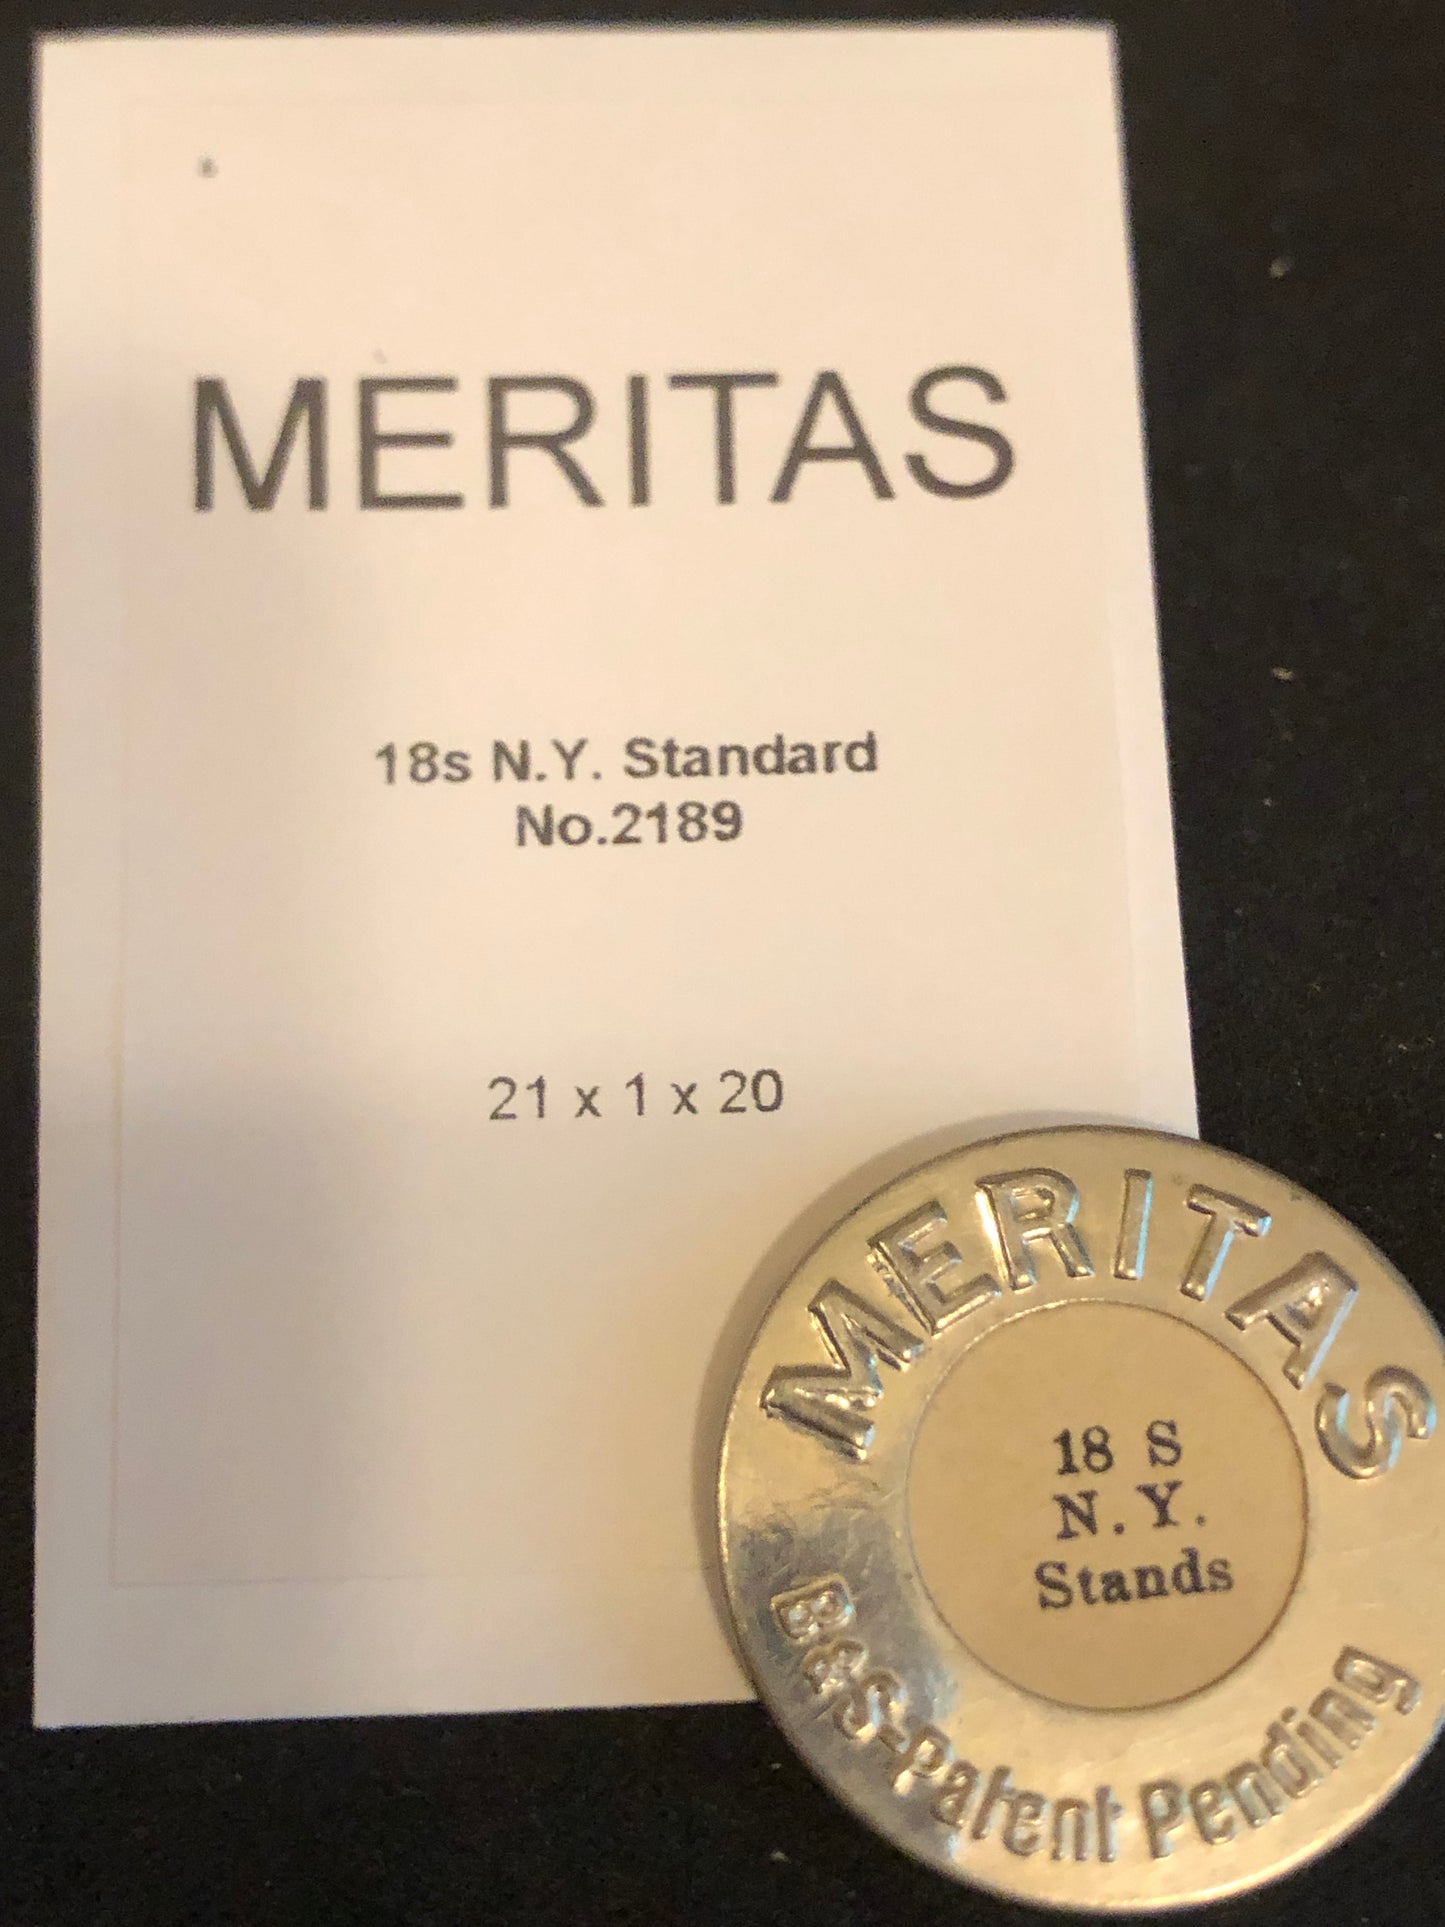 MERITAS
18s N.Y. Standard
No.2189
21 x 1 x 20
MERITAS
18 S
N.Y.
Stands
B&S-Patent Pending